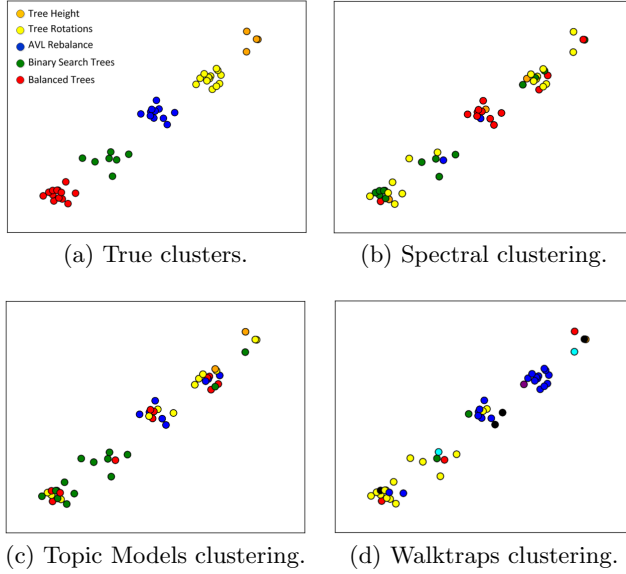 Tree Height
Tree Rotations
AVL Rebalance
Binary Search Trees
Balanced Trees
(a) True clusters.
(b) Spectral clustering.
(c) Topic Models clustering.
(d) Walktraps clustering.